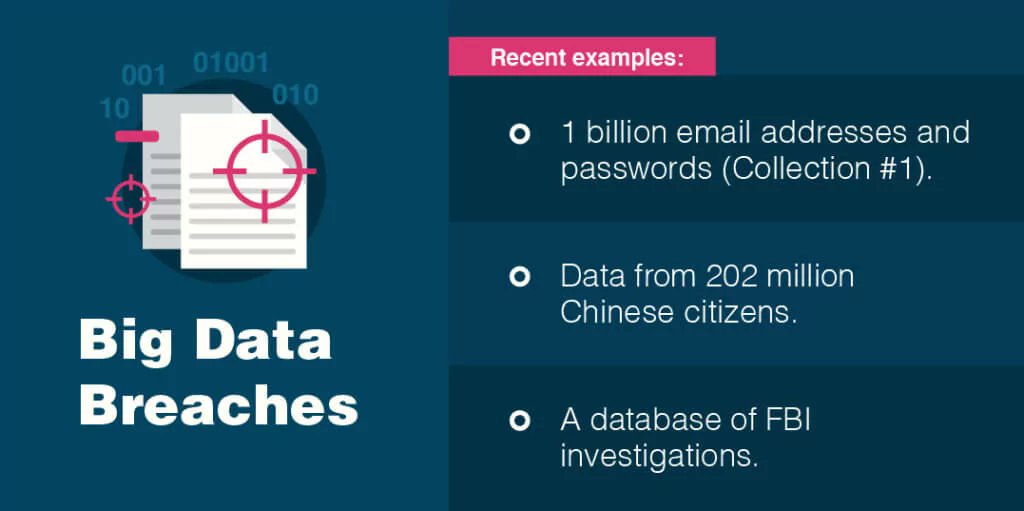 001
01001
10
010
Big Data
Breaches
Recent examples:
1 billion email addresses and
passwords (Collection #1).
Data from 202 million
Chinese citizens.
A database of FBI
investigations.